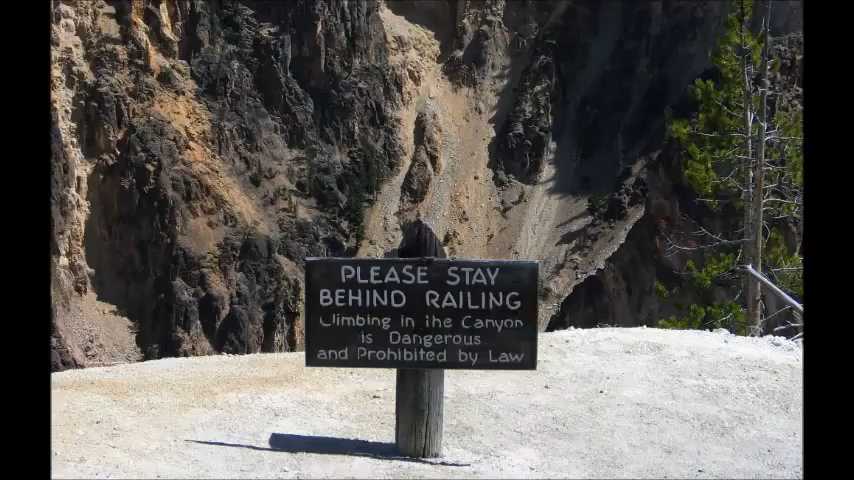 PLEASE STAY
BEHIND RAILING
Climbing in the Canyon
is Dangerous
and Prohibited by Law